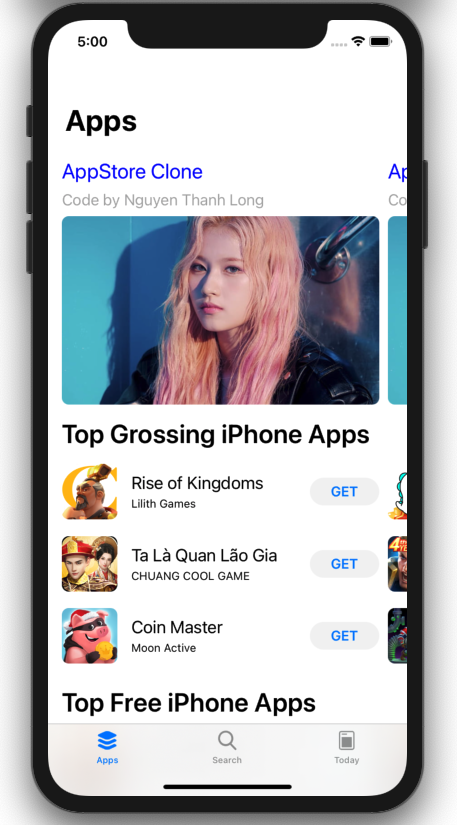 5:00
Apps
AppStore Clone
Ap
Code by Nguyen Thanh Long
Co
Top Grossing iPhone Apps
Rise of Kingdoms
Lilith Games
GET
Ta Là Quan Lão Gia
CHUANG COOL GAME
GET
Coin Master
Moon Active
GET
Top Free iPhone Apps
Apps
Search
Today